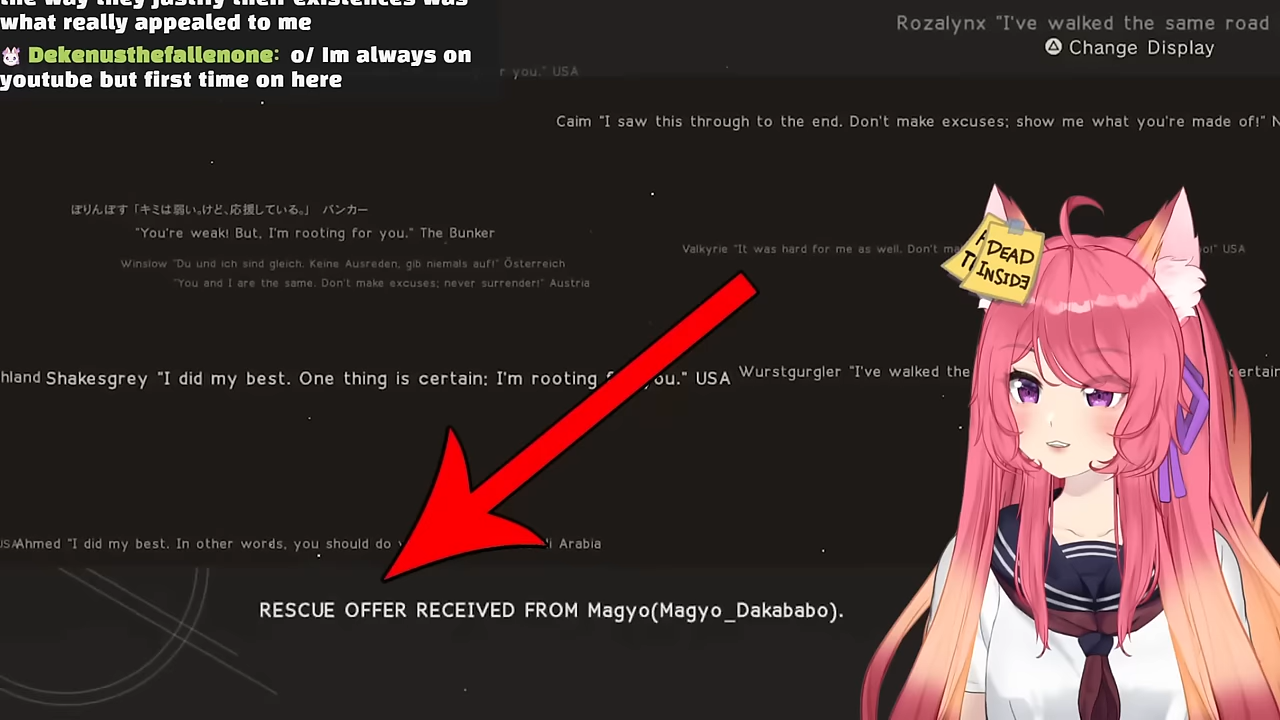 what really appealed to me
Dekenusthefallenone: o/ Im always on
youtube but first time on here
Rozalynx "I've walked the same road
Change Display
r you." USA
Caim "I saw this through to the end. Don't make excuses; show me what you're made of!" N
ぽりんぽす「キミは弱い。けど、応援している。」 バンカー
"You're weak! But, I'm rooting for you." The Bunker
Winslow "Du und ich sind gleich. Keine Ausreden, gib niemals auf!" Österreich
"You and I are the same. Don't make excuses; never surrender!" Austria
Valkyrie "It was hard for me as well. Don't ma o!" USA
DEAD
INSIDE
hland Shakesgrey "I did my best. One thing is certain: I'm rooting you." USA
Wurstgurgler "I've walked the certain
USA Ahmed "I did my best. In other words, you should do Arabia
RESCUE OFFER RECEIVED FROM Magyo(Magyo_Dakababo).